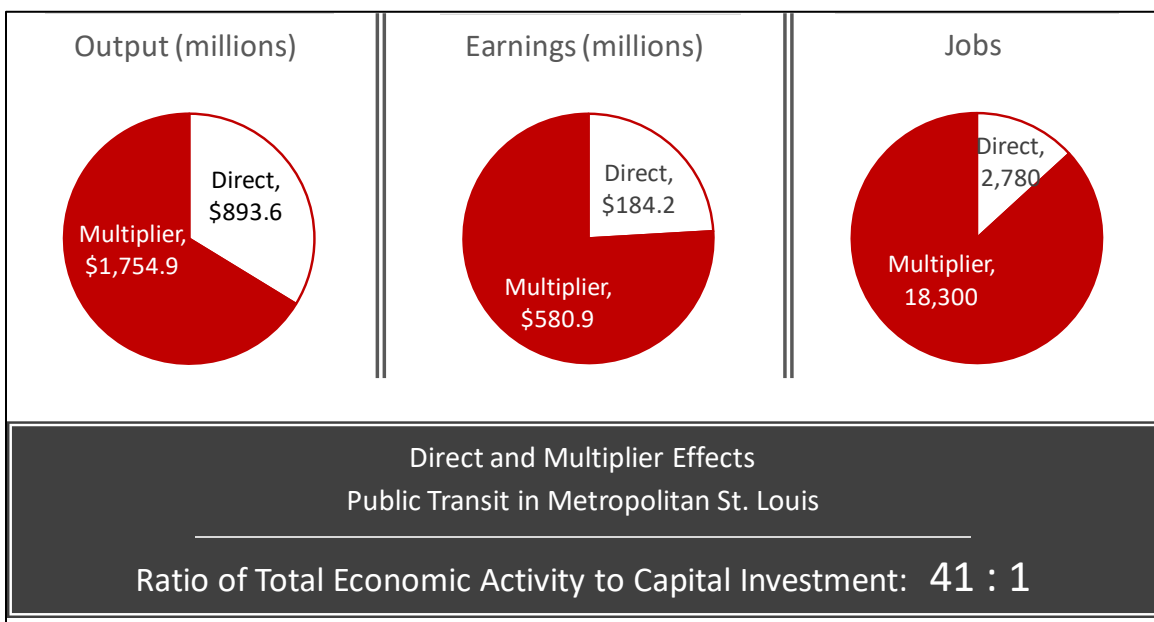 Output (millions)
Direct,
$893.6
Multiplier,
$1,754.9
Earnings (millions)
Direct,
$184.2
Multiplier,
$580.9
Jobs
Direct,
2,780
Multiplier,
18,300
Direct and Multiplier Effects
Public Transit in Metropolitan St. Louis
Ratio of Total Economic Activity to Capital Investment: 41 : 1